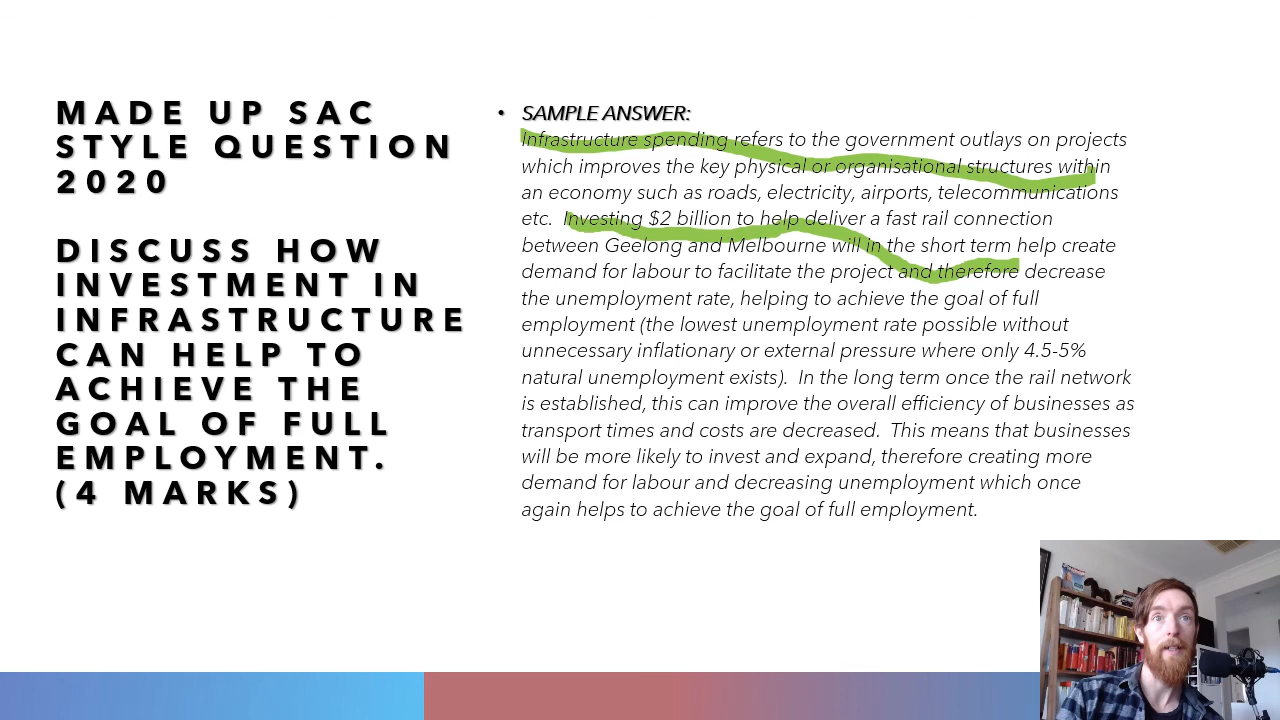 MADE UP SAC
STYLE QUESTION
2020
DISCUSS HOW
INVESTMENT IN
INFRASTRUCTURE
CAN HELP TO
ACHIEVE THE
GOAL OF FULL
EMPLOYMENT.
(4 MARKS)
• SAMPLE ANSWER:
Infrastructure spending refers to the government outlays on projects
which improves the key physical or organisational structures within
an economy such as roads, electricity, airports, telecommunications
etc. Investing $2 billion to help deliver a fast rail connection
between Geelong and Melbourne will in the short term help create
demand for labour to facilitate the project and therefore decrease
the unemployment rate, helping to achieve the goal of full
employment (the lowest unemployment rate possible without
unnecessary inflationary or external pressure where only 4.5-5%
natural unemployment exists). In the long term once the rail network
is established, this can improve the overall efficiency of businesses as
transport times and costs are decreased. This means that businesses
will be more likely to invest and expand, therefore creating more
demand for labour and decreasing unemployment which once
again helps to achieve the goal of full employment.